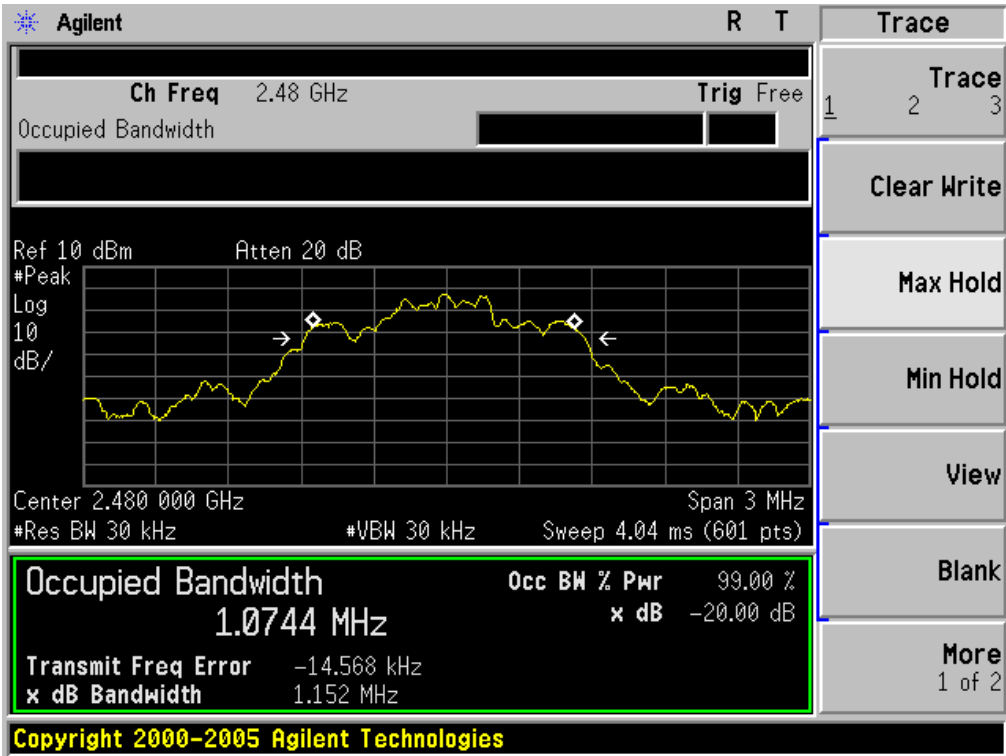 Agilent R T
Ch Freq 2.48 GHz Trig Free
Occupied Bandwidth
Ref 10 dBm Atten 20 dB
#Peak
Log
10
dB/
Center 2.480 000 GHz Span 3 MHz
#Res BW 30 kHz #VBW 30 kHz Sweep 4.04 ms (601 pts)
Occupied Bandwidth
1.0744 MHz
Occ BW % Pwr 99.00 %
x dB -20.00 dB
Transmit Freq Error -14.568 kHz
x dB Bandwidth 1.152 MHz
Copyright 2000-2005 Agilent Technologies
Trace
Trace
1 2 3
Clear Write
Max Hold
Min Hold
View
Blank
More
1 of 2